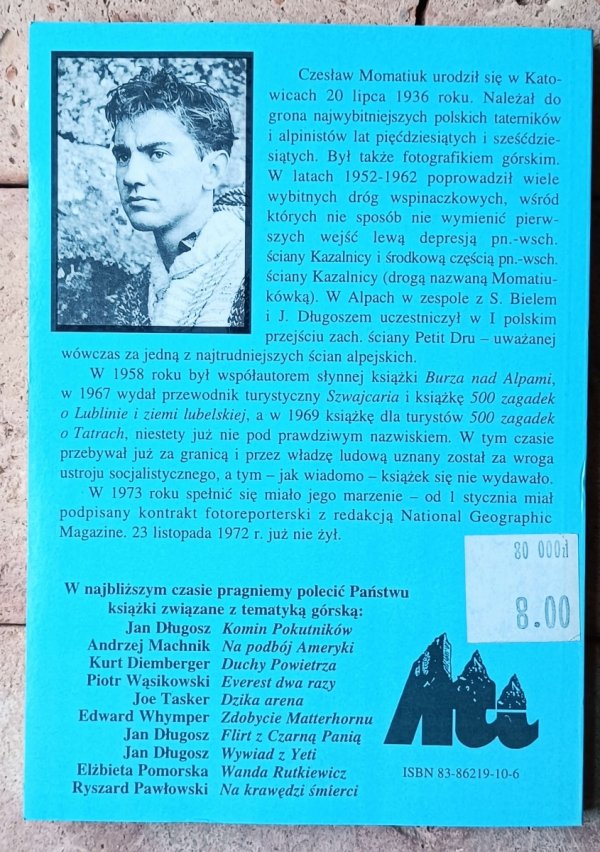 Czesław Momatiuk urodził się w Kato-
wicach 20 lipca 1936 roku. Należał do
grona najwybitniejszych polskich taterników
i alpinistów lat pięćdziesiątych i sześćdzie-
siątych. Był także fotografikiem górskim.
W latach 1952-1962 poprowadził wiele
wybitnych dróg wspinaczkowych, wśród
których nie sposób nie wymienić pierw-
szych wejść lewą depresją pn.-wsch.
ściany Kazalnicy i środkową częścią pn.-wsch.
ściany Kazalnicy (drogą nazwaną Momatiu-
kówką). W Alpach w zespole z S. Bielem
i J. Długoszem uczestniczył w I polskim
przejściu zach. ściany Petit Dru – uważanej
wówczas za jedną z najtrudniejszych ścian alpejskich.
W 1958 roku był współautorem słynnej książki Burza nad Alpami,
w 1967 wydał przewodnik turystyczny Szwajcaria i książkę 500 zagadek
o Lublinie i ziemi lubelskiej, a w 1969 książkę dla turystów 500 zagadek
o Tatrach, niestety już nie pod prawdziwym nazwiskiem. W tym czasie
przebywał już za granicą i przez władzę ludową uznany został za wroga
ustroju socjalistycznego, a tym – jak wiadomo – książek się nie wydawało.
W 1973 roku spełnić się miało jego marzenie – od 1 stycznia miał
podpisany kontrakt fotoreporterski z redakcją National Geographic
Magazine. 23 listopada 1972 r. już nie żył.
80 000zł
8.00
W najbliższym czasie pragniemy polecić Państwu
książki związane z tematyką górską:
Jan Długosz Komin Pokutników
Andrzej Machnik Na podbój Ameryki
Kurt Diemberger Duchy Powietrza
Piotr Wąsikowski Everest dwa razy
Joe Tasker Dzika arena
Edward Whymper Zdobycie Matterhornu
Jan Długosz Flirt z Czarną Panią
Jan Długosz Wywiad z Yeti
Elżbieta Pomorska Wanda Rutkiewicz
Ryszard Pawłowski Na krawędzi śmierci
ISBN 83-86219-10-6